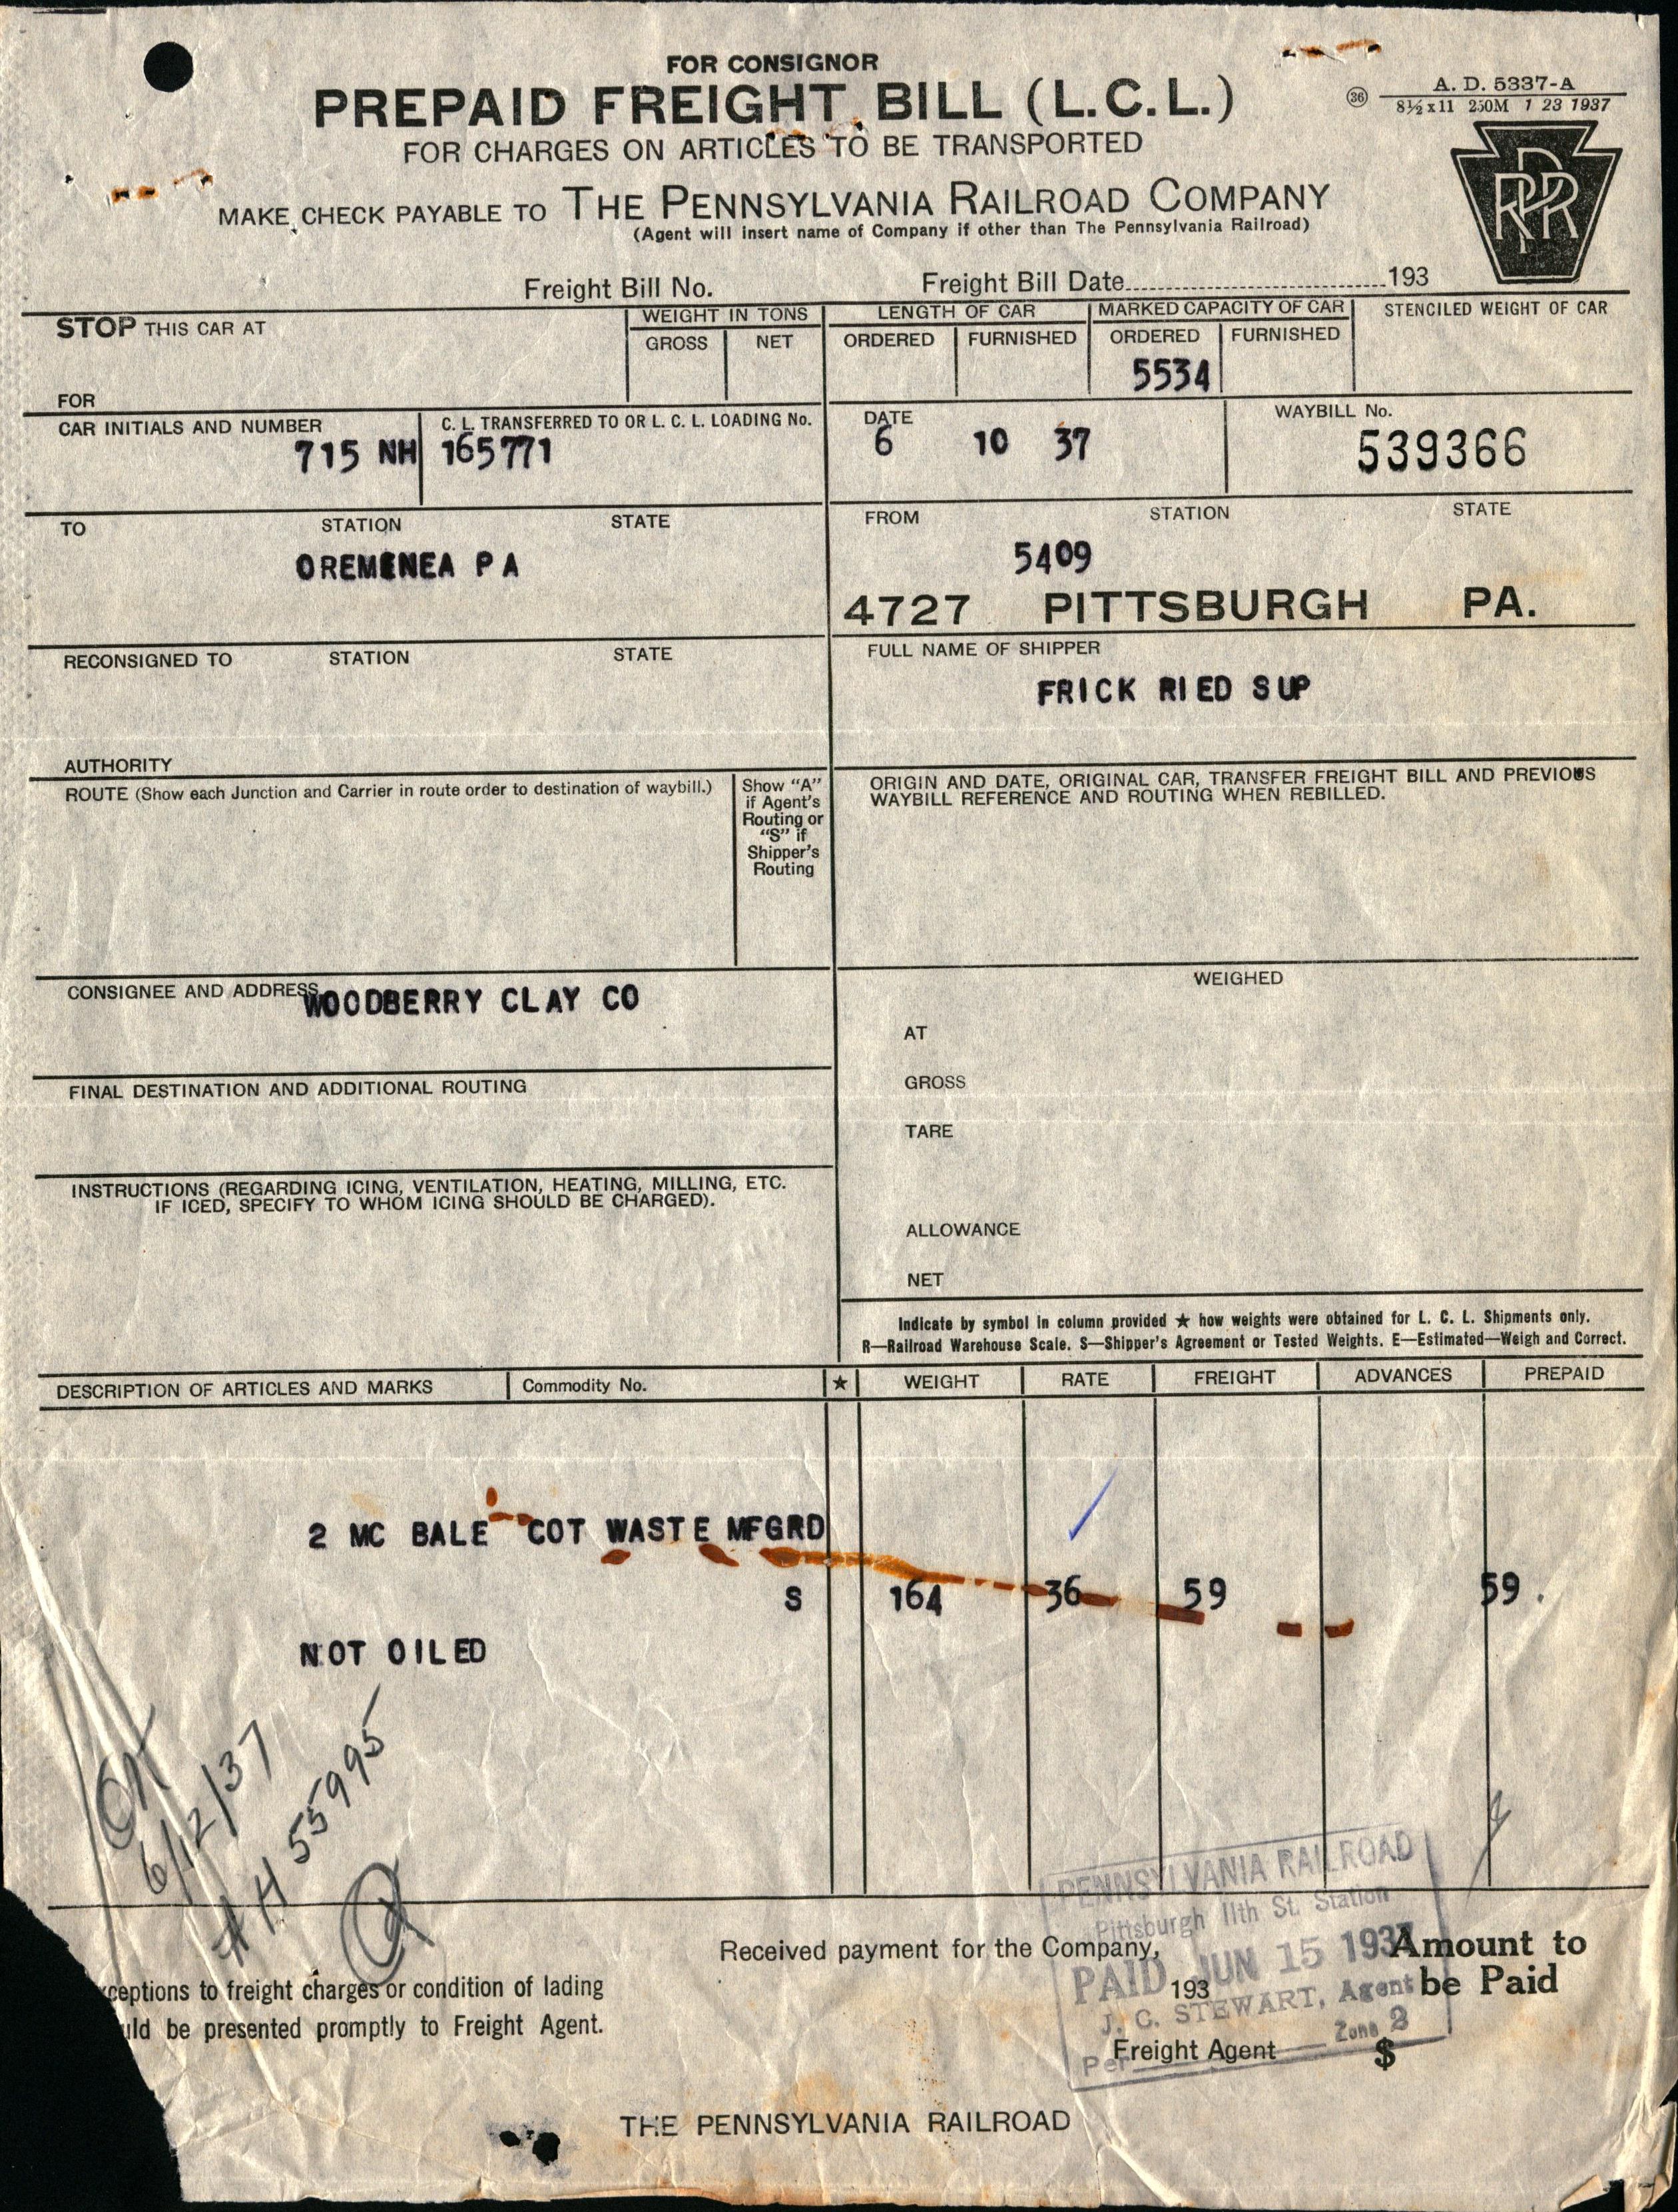 FOR CONSIGNOR
PREPAID FREIGHT BILL (L.C.L.)
FOR CHARGES ON ARTICLES TO BE TRANSPORTED
MAKE CHECK PAYABLE TO THE PENNSYLVANIA RAILROAD COMPANY
(Agent will insert name of Company if other than The Pennsylvania Railroad)
36 A. D. 5337-A
8½ x 11 250M 1 23 1937
PRR
Freight Bill No. Freight Bill Date 193
STOP THIS CAR AT
FOR
WEIGHT IN TONS
GROSS NET
LENGTH OF CAR
ORDERED FURNISHED
MARKED CAPACITY OF CAR
ORDERED FURNISHED
5534
STENCILED WEIGHT OF CAR
CAR INITIALS AND NUMBER
715 NH
C. L. TRANSFERRED TO OR L. C. L. LOADING No.
165771
DATE
6 10 37
WAYBILL No.
539366
TO STATION STATE
OREMENEA PA
FROM STATION STATE
5409
4727 PITTSBURGH PA.
RECONSIGNED TO STATION STATE
AUTHORITY
FULL NAME OF SHIPPER
FRICK RIED SUP
ROUTE (Show each Junction and Carrier in route order to destination of waybill.)
Show "A"
if Agent's
Routing or
"S" if
Shipper's
Routing
ORIGIN AND DATE, ORIGINAL CAR, TRANSFER FREIGHT BILL AND PREVIOUS
WAYBILL REFERENCE AND ROUTING WHEN REBILLED.
CONSIGNEE AND ADDRESS
WOODBERRY CLAY CO
FINAL DESTINATION AND ADDITIONAL ROUTING
INSTRUCTIONS (REGARDING ICING, VENTILATION, HEATING, MILLING, ETC.
IF ICED, SPECIFY TO WHOM ICING SHOULD BE CHARGED).
WEIGHED
AT
GROSS
TARE
ALLOWANCE
NET
Indicate by symbol in column provided ★ how weights were obtained for L. C. L. Shipments only.
R—Railroad Warehouse Scale. S—Shipper's Agreement or Tested Weights. E—Estimated—Weigh and Correct.
DESCRIPTION OF ARTICLES AND MARKS Commodity No. ★ WEIGHT RATE FREIGHT ADVANCES PREPAID
2 MC BALE COT WASTE MFGRD
S 164 36 59 59.
NOT OILED
6/12/37
#H 55995
PENNSYLVANIA RAILROAD
Pittsburgh 11th St. Station
PAID JUN 15 1937
J. C. STEWART, Agent
Zone 2
Per
Received payment for the Company,
193
Freight Agent
Amount to
be Paid
$
ceptions to freight charges or condition of lading
uld be presented promptly to Freight Agent.
THE PENNSYLVANIA RAILROAD